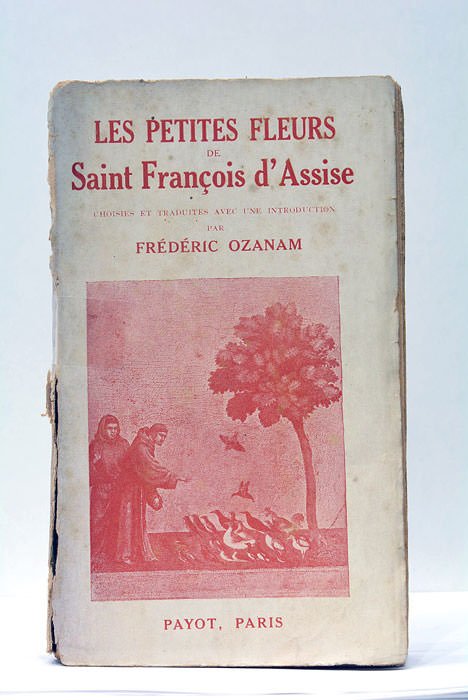 LES PETITES FLEURS
DE
Saint François d'Assise
CHOISIES ET TRADUITES AVEC UNE INTRODUCTION
PAR
FRÉDÉRIC OZANAM
PAYOT, PARIS